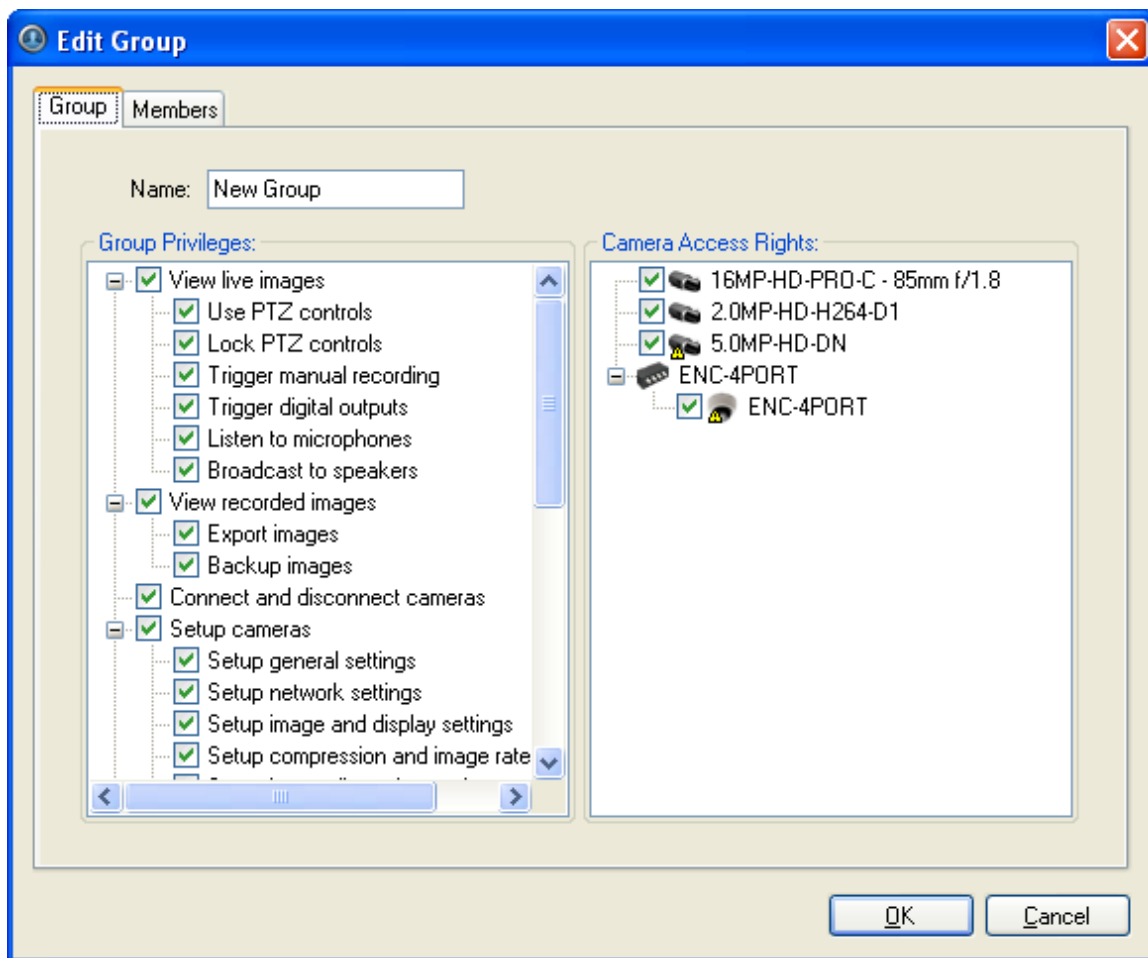 Edit Group
Group Members
Name: New Group
Group Privileges:
View live images
Use PTZ controls
Lock PTZ controls
Trigger manual recording
Trigger digital outputs
Listen to microphones
Broadcast to speakers
View recorded images
Export images
Backup images
Connect and disconnect cameras
Setup cameras
Setup general settings
Setup network settings
Setup image and display settings
Setup compression and image rate
Camera Access Rights:
16MP-HD-PRO-C - 85mm f/1.8
2.0MP-HD-H264-D1
5.0MP-HD-DN
ENC-4PORT
ENC-4PORT
OK Cancel